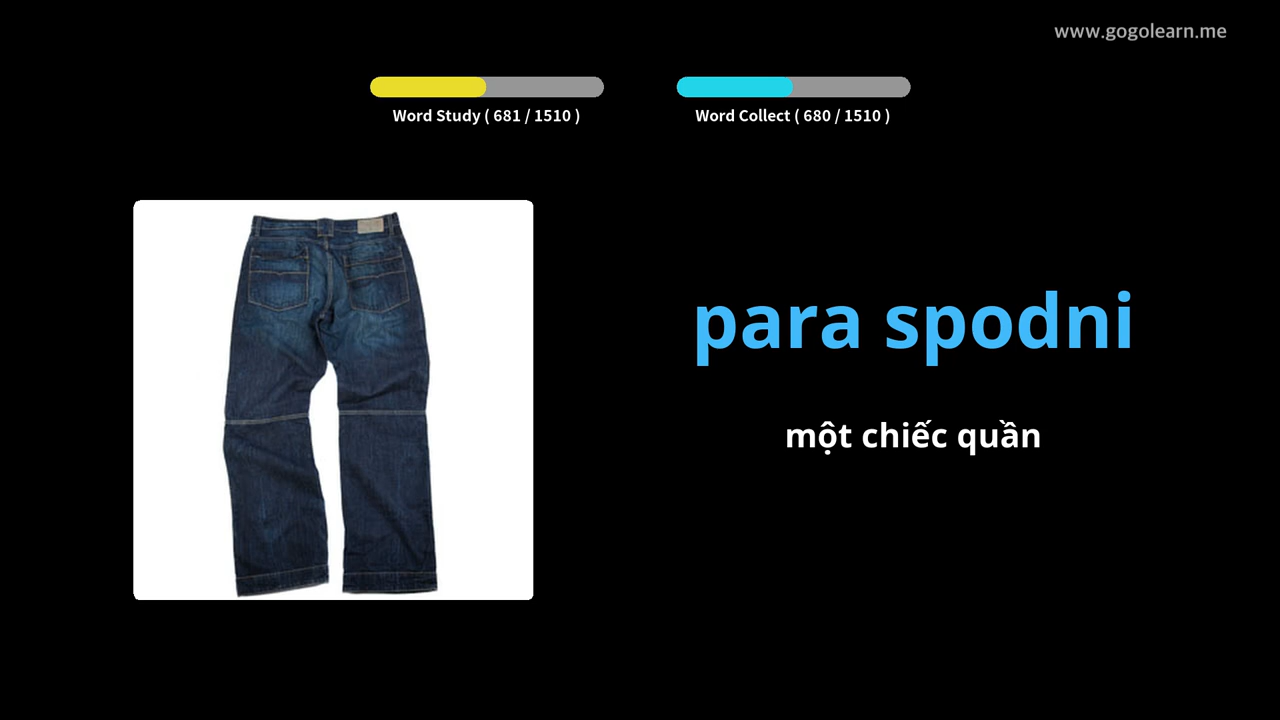 www.gogolearn.me
Word Study ( 681 / 1510 )
Word Collect ( 680 / 1510 )
para spodni
một chiếc quần